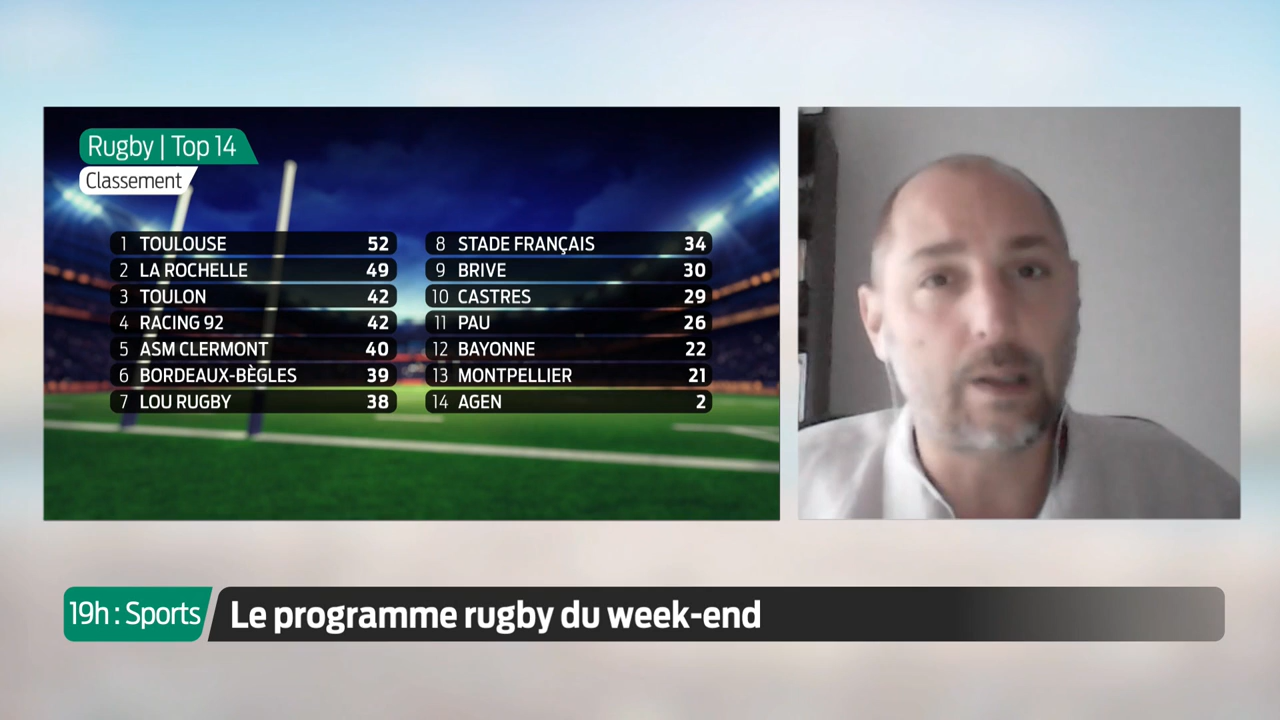 Rugby | Top 14
Classement
1 TOULOUSE 52
2 LA ROCHELLE 49
3 TOULON 42
4 RACING 92 42
5 ASM CLERMONT 40
6 BORDEAUX-BÈGLES 39
7 LOU RUGBY 38
8 STADE FRANÇAIS 34
9 BRIVE 30
10 CASTRES 29
11 PAU 26
12 BAYONNE 22
13 MONTPELLIER 21
14 AGEN 2
19h : Sports
Le programme rugby du week-end